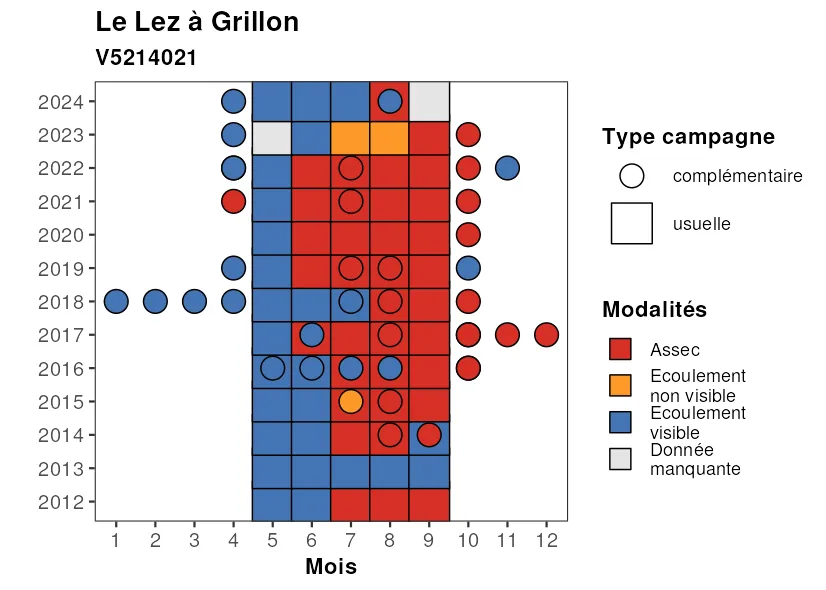 Le Lez à Grillon
V5214021
2024
2023
2022
2021
2020
2019
2018
2017
2016
2015
2014
2013
2012
1 2 3 4 5 6 7 8 9 10 11 12
Mois
Type campagne
complémentaire
usuelle
Modalités
Assec
Ecoulement
non visible
Ecoulement
visible
Donnée
manquante